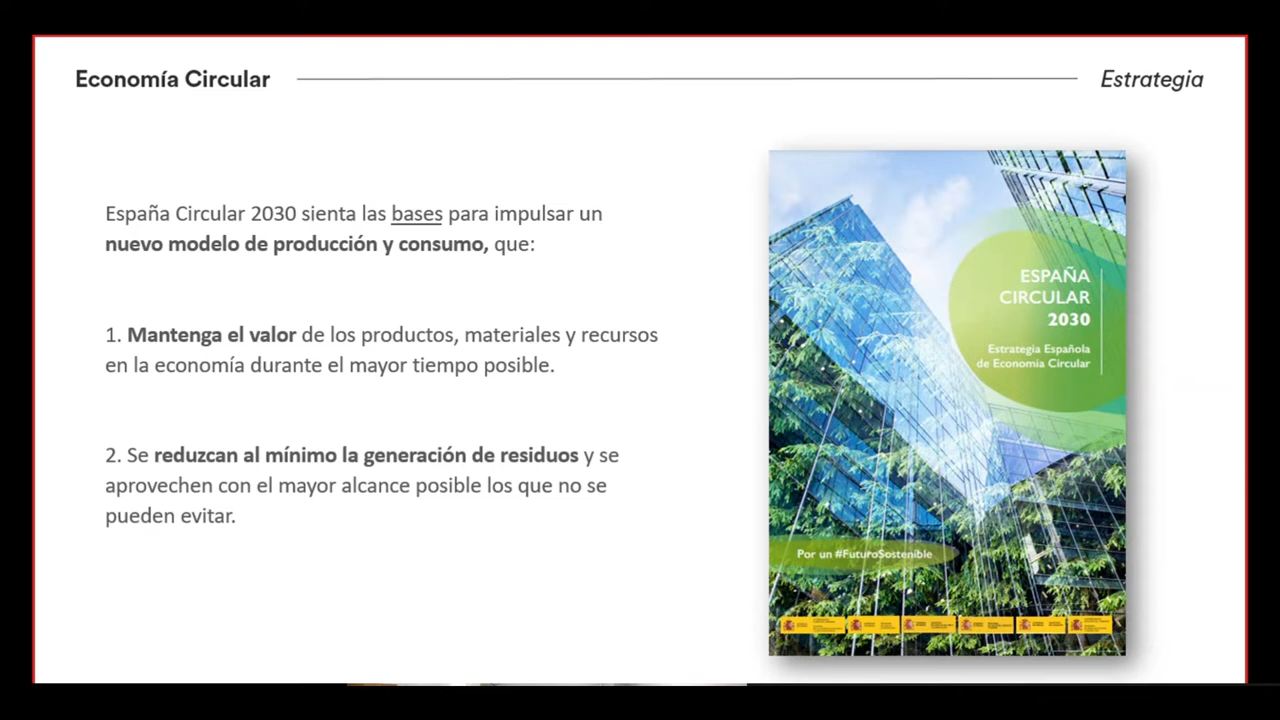 Economía Circular
Estrategia
España Circular 2030 sienta las bases para impulsar un
nuevo modelo de producción y consumo, que:
1. Mantenga el valor de los productos, materiales y recursos
en la economía durante el mayor tiempo posible.
2. Se reduzcan al mínimo la generación de residuos y se
aprovechen con el mayor alcance posible los que no se
pueden evitar.
ESPAÑA
CIRCULAR
2030
Estrategia Española
de Economía Circular
Por un #FuturoSostenible